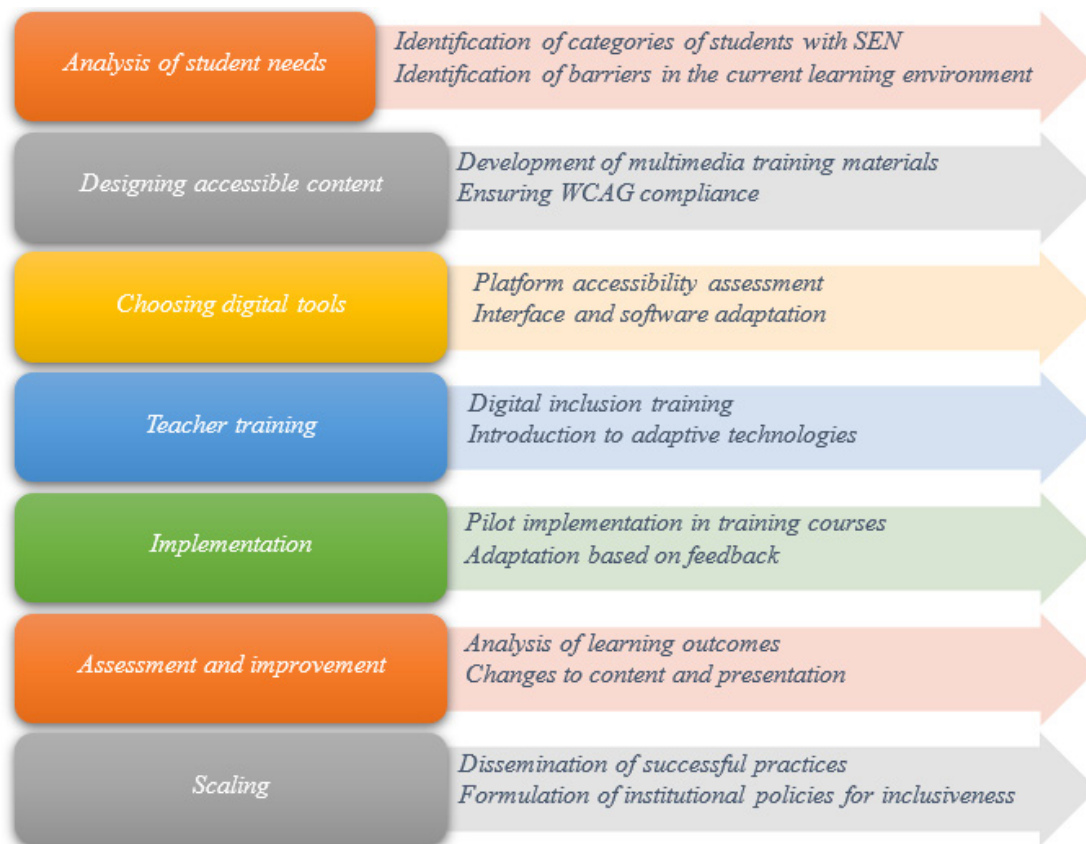 Analysis of student needs
Identification of categories of students with SEN
Identification of barriers in the current learning environment
Designing accessible content
Development of multimedia training materials
Ensuring WCAG compliance
Choosing digital tools
Platform accessibility assessment
Interface and software adaptation
Teacher training
Digital inclusion training
Introduction to adaptive technologies
Implementation
Pilot implementation in training courses
Adaptation based on feedback
Assessment and improvement
Analysis of learning outcomes
Changes to content and presentation
Scaling
Dissemination of successful practices
Formulation of institutional policies for inclusiveness